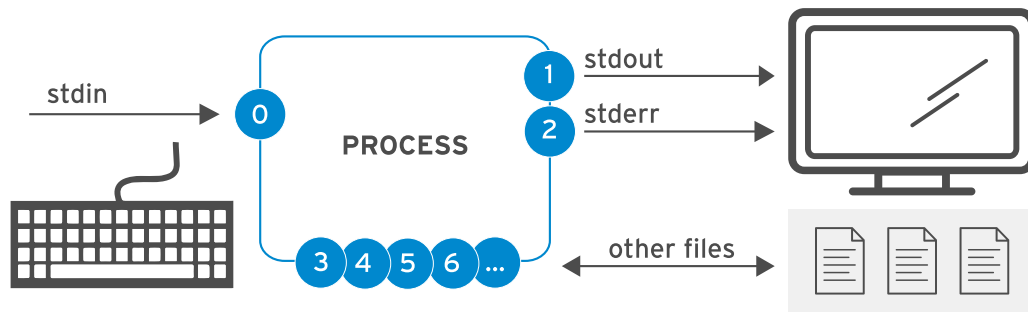 stdin
0
PROCESS
1
stdout
2
stderr
3 4 5 6 ...
other files